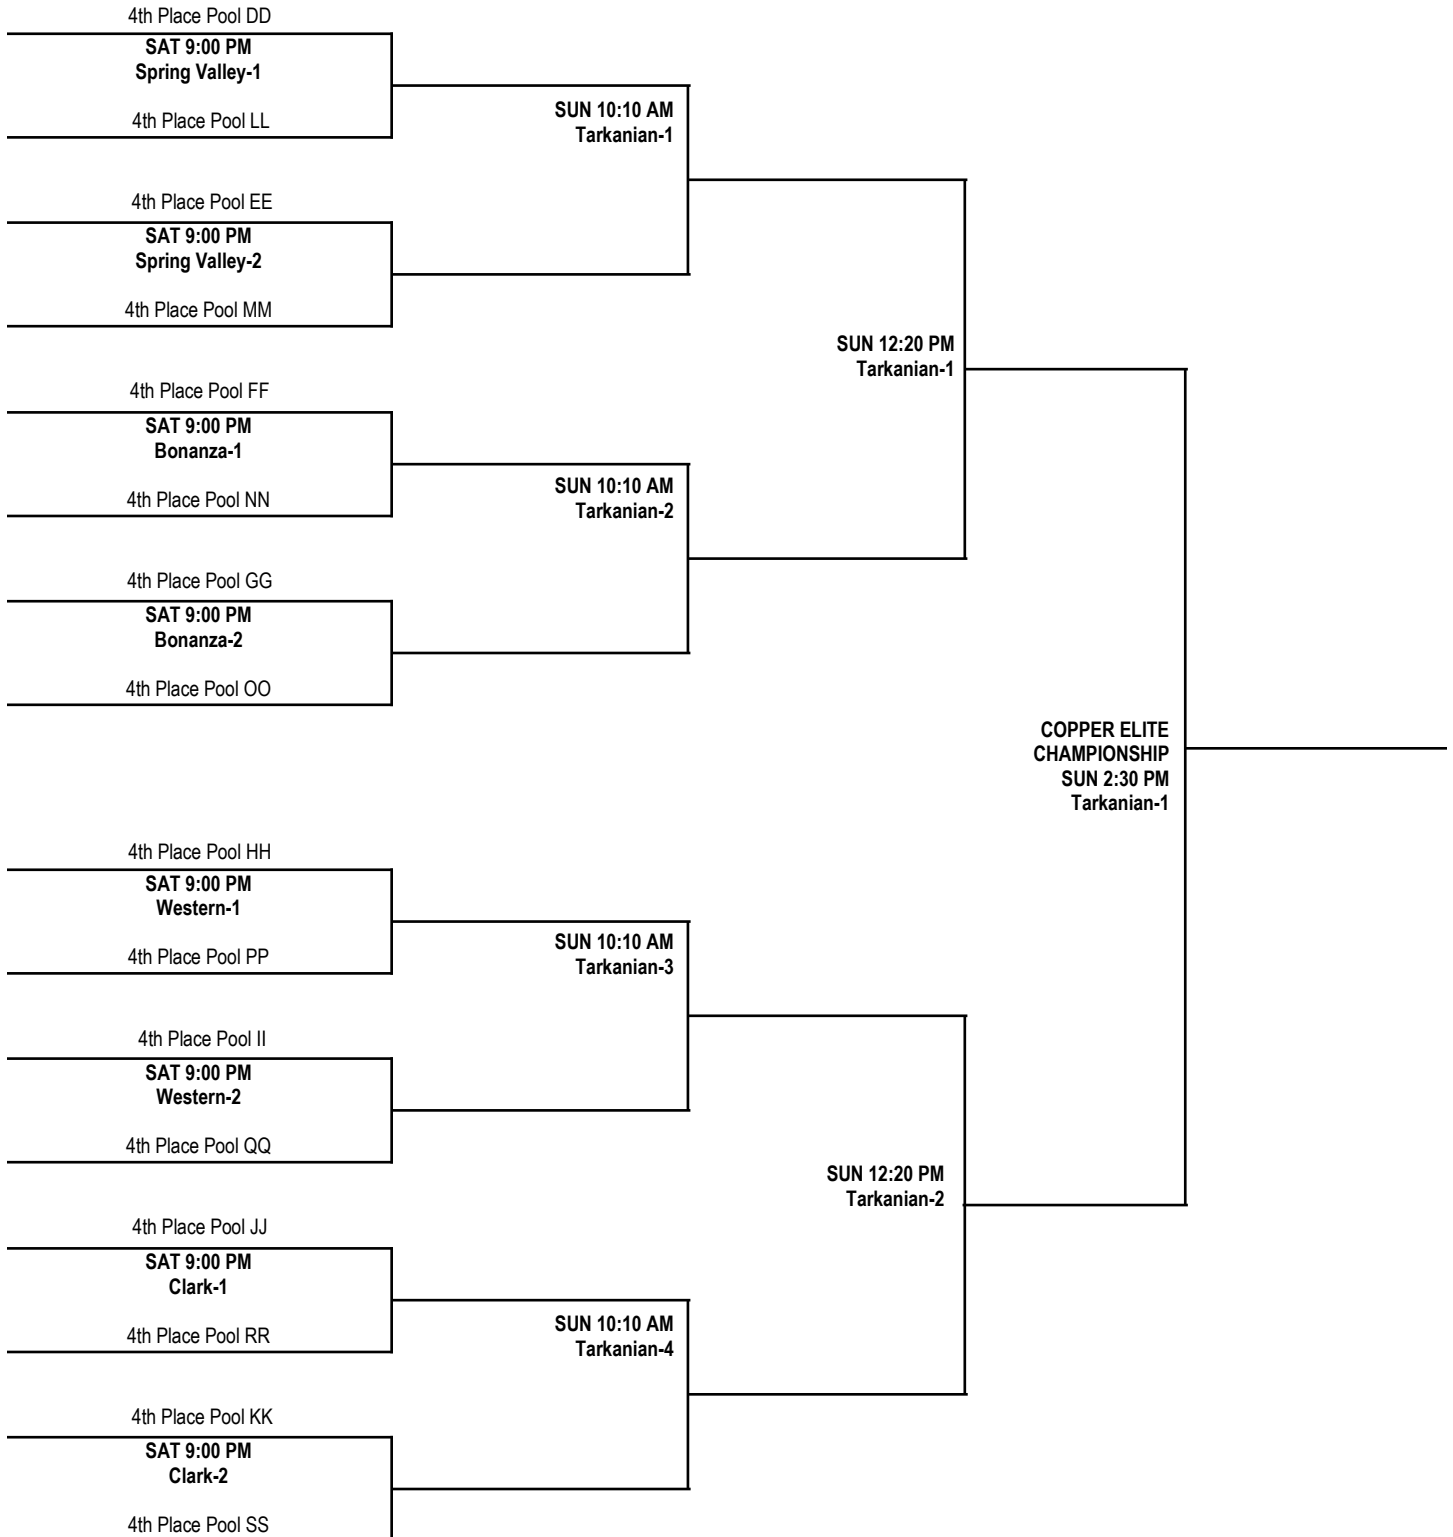 4th Place Pool DD
SAT 9:00 PM
Spring Valley-1
4th Place Pool LL
SUN 10:10 AM
Tarkanian-1
4th Place Pool EE
SAT 9:00 PM
Spring Valley-2
4th Place Pool MM
SUN 12:20 PM
Tarkanian-1
4th Place Pool FF
SAT 9:00 PM
Bonanza-1
4th Place Pool NN
SUN 10:10 AM
Tarkanian-2
4th Place Pool GG
SAT 9:00 PM
Bonanza-2
4th Place Pool OO
COPPER ELITE
CHAMPIONSHIP
SUN 2:30 PM
Tarkanian-1
4th Place Pool HH
SAT 9:00 PM
Western-1
4th Place Pool PP
SUN 10:10 AM
Tarkanian-3
4th Place Pool II
SAT 9:00 PM
Western-2
4th Place Pool QQ
SUN 12:20 PM
Tarkanian-2
4th Place Pool JJ
SAT 9:00 PM
Clark-1
4th Place Pool RR
SUN 10:10 AM
Tarkanian-4
4th Place Pool KK
SAT 9:00 PM
Clark-2
4th Place Pool SS